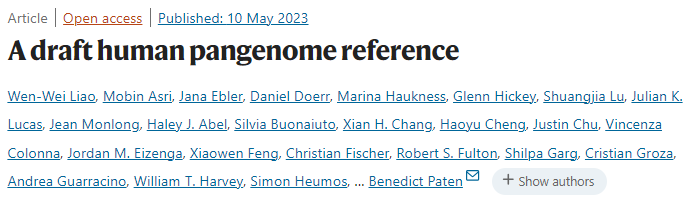 Article | Open access | Published: 10 May 2023
A draft human pangenome reference
Wen-Wei Liao, Mobin Asri, Jana Ebler, Daniel Doerr, Marina Haukness, Glenn Hickey, Shuangjia Lu, Julian K.
Lucas, Jean Monlong, Haley J. Abel, Silvia Buonaiuto, Xian H. Chang, Haoyu Cheng, Justin Chu, Vincenza
Colonna, Jordan M. Eizenga, Xiaowen Feng, Christian Fischer, Robert S. Fulton, Shilpa Garg, Cristian Groza,
Andrea Guarracino, William T. Harvey, Simon Heumos, ... Benedict Paten + Show authors